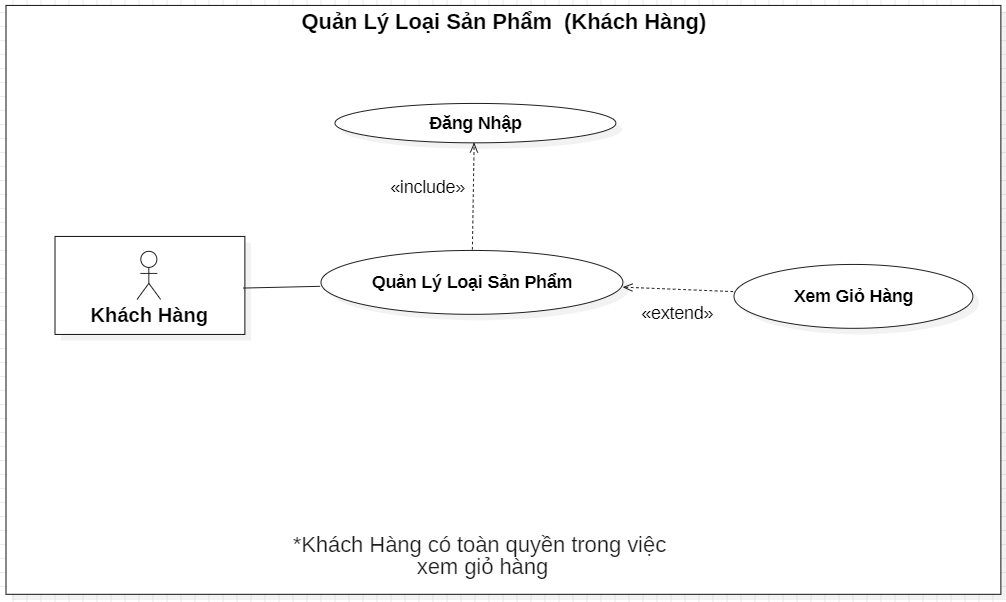 Quản Lý Loại Sản Phẩm (Khách Hàng)
Đăng Nhập
«include»
Khách Hàng
Quản Lý Loại Sản Phẩm
«extend»
Xem Giỏ Hàng
*Khách Hàng có toàn quyền trong việc
xem giỏ hàng